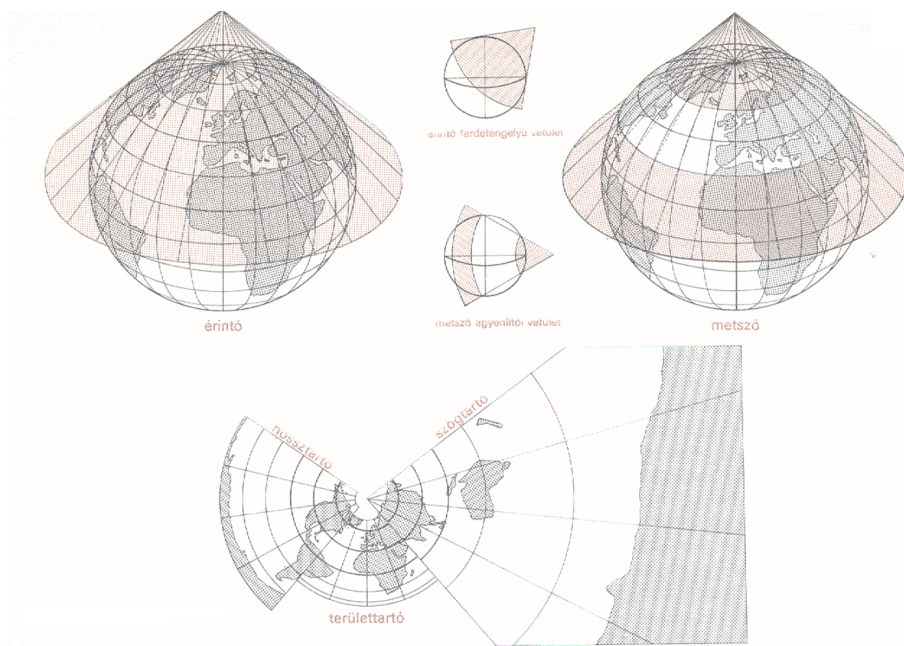 érintő ferdetengelyű vetület
metsző egyenlítői vetület
érintő
metsző
hossztartó
szögtartó
területtartó